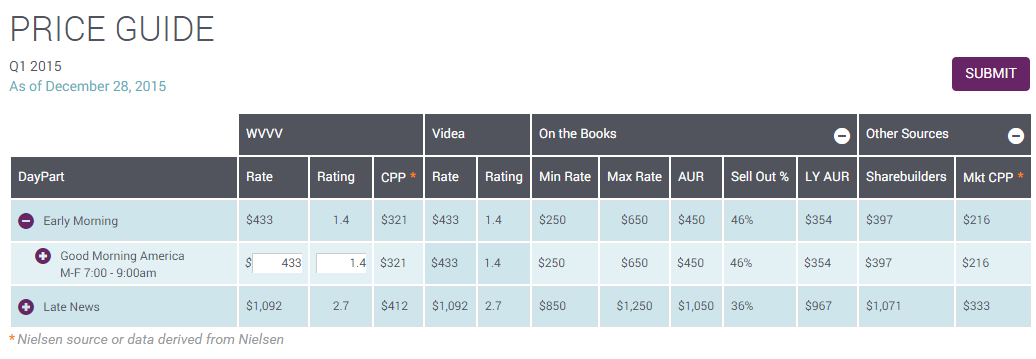 PRICE GUIDE
Q1 2015
As of December 28, 2015
SUBMIT
WVVV Videa On the Books Other Sources
DayPart Rate Rating CPP * Rate Rating Min Rate Max Rate AUR Sell Out % LY AUR Sharebuilders Mkt CPP *
Early Morning $433 1.4 $321 $433 1.4 $250 $650 $450 46% $354 $397 $216
Good Morning America
M-F 7:00 - 9:00am $ 433 1.4 $321 $433 1.4 $250 $650 $450 46% $354 $397 $216
Late News $1,092 2.7 $412 $1,092 2.7 $850 $1,250 $1,050 36% $967 $1,071 $333
* Nielsen source or data derived from Nielsen